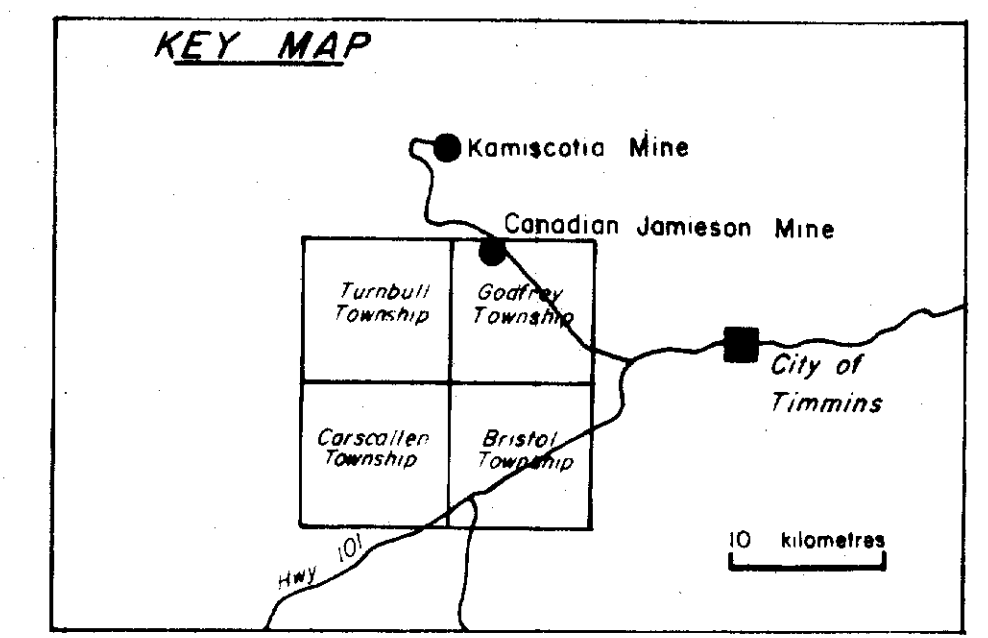 KEY MAP
Kamiscotia Mine
Canadian Jamieson Mine
Turnbull
Township
Godfrey
Township
City of
Timmins
Carscallen
Township
Bristol
Township
Hwy 101
10 kilometres